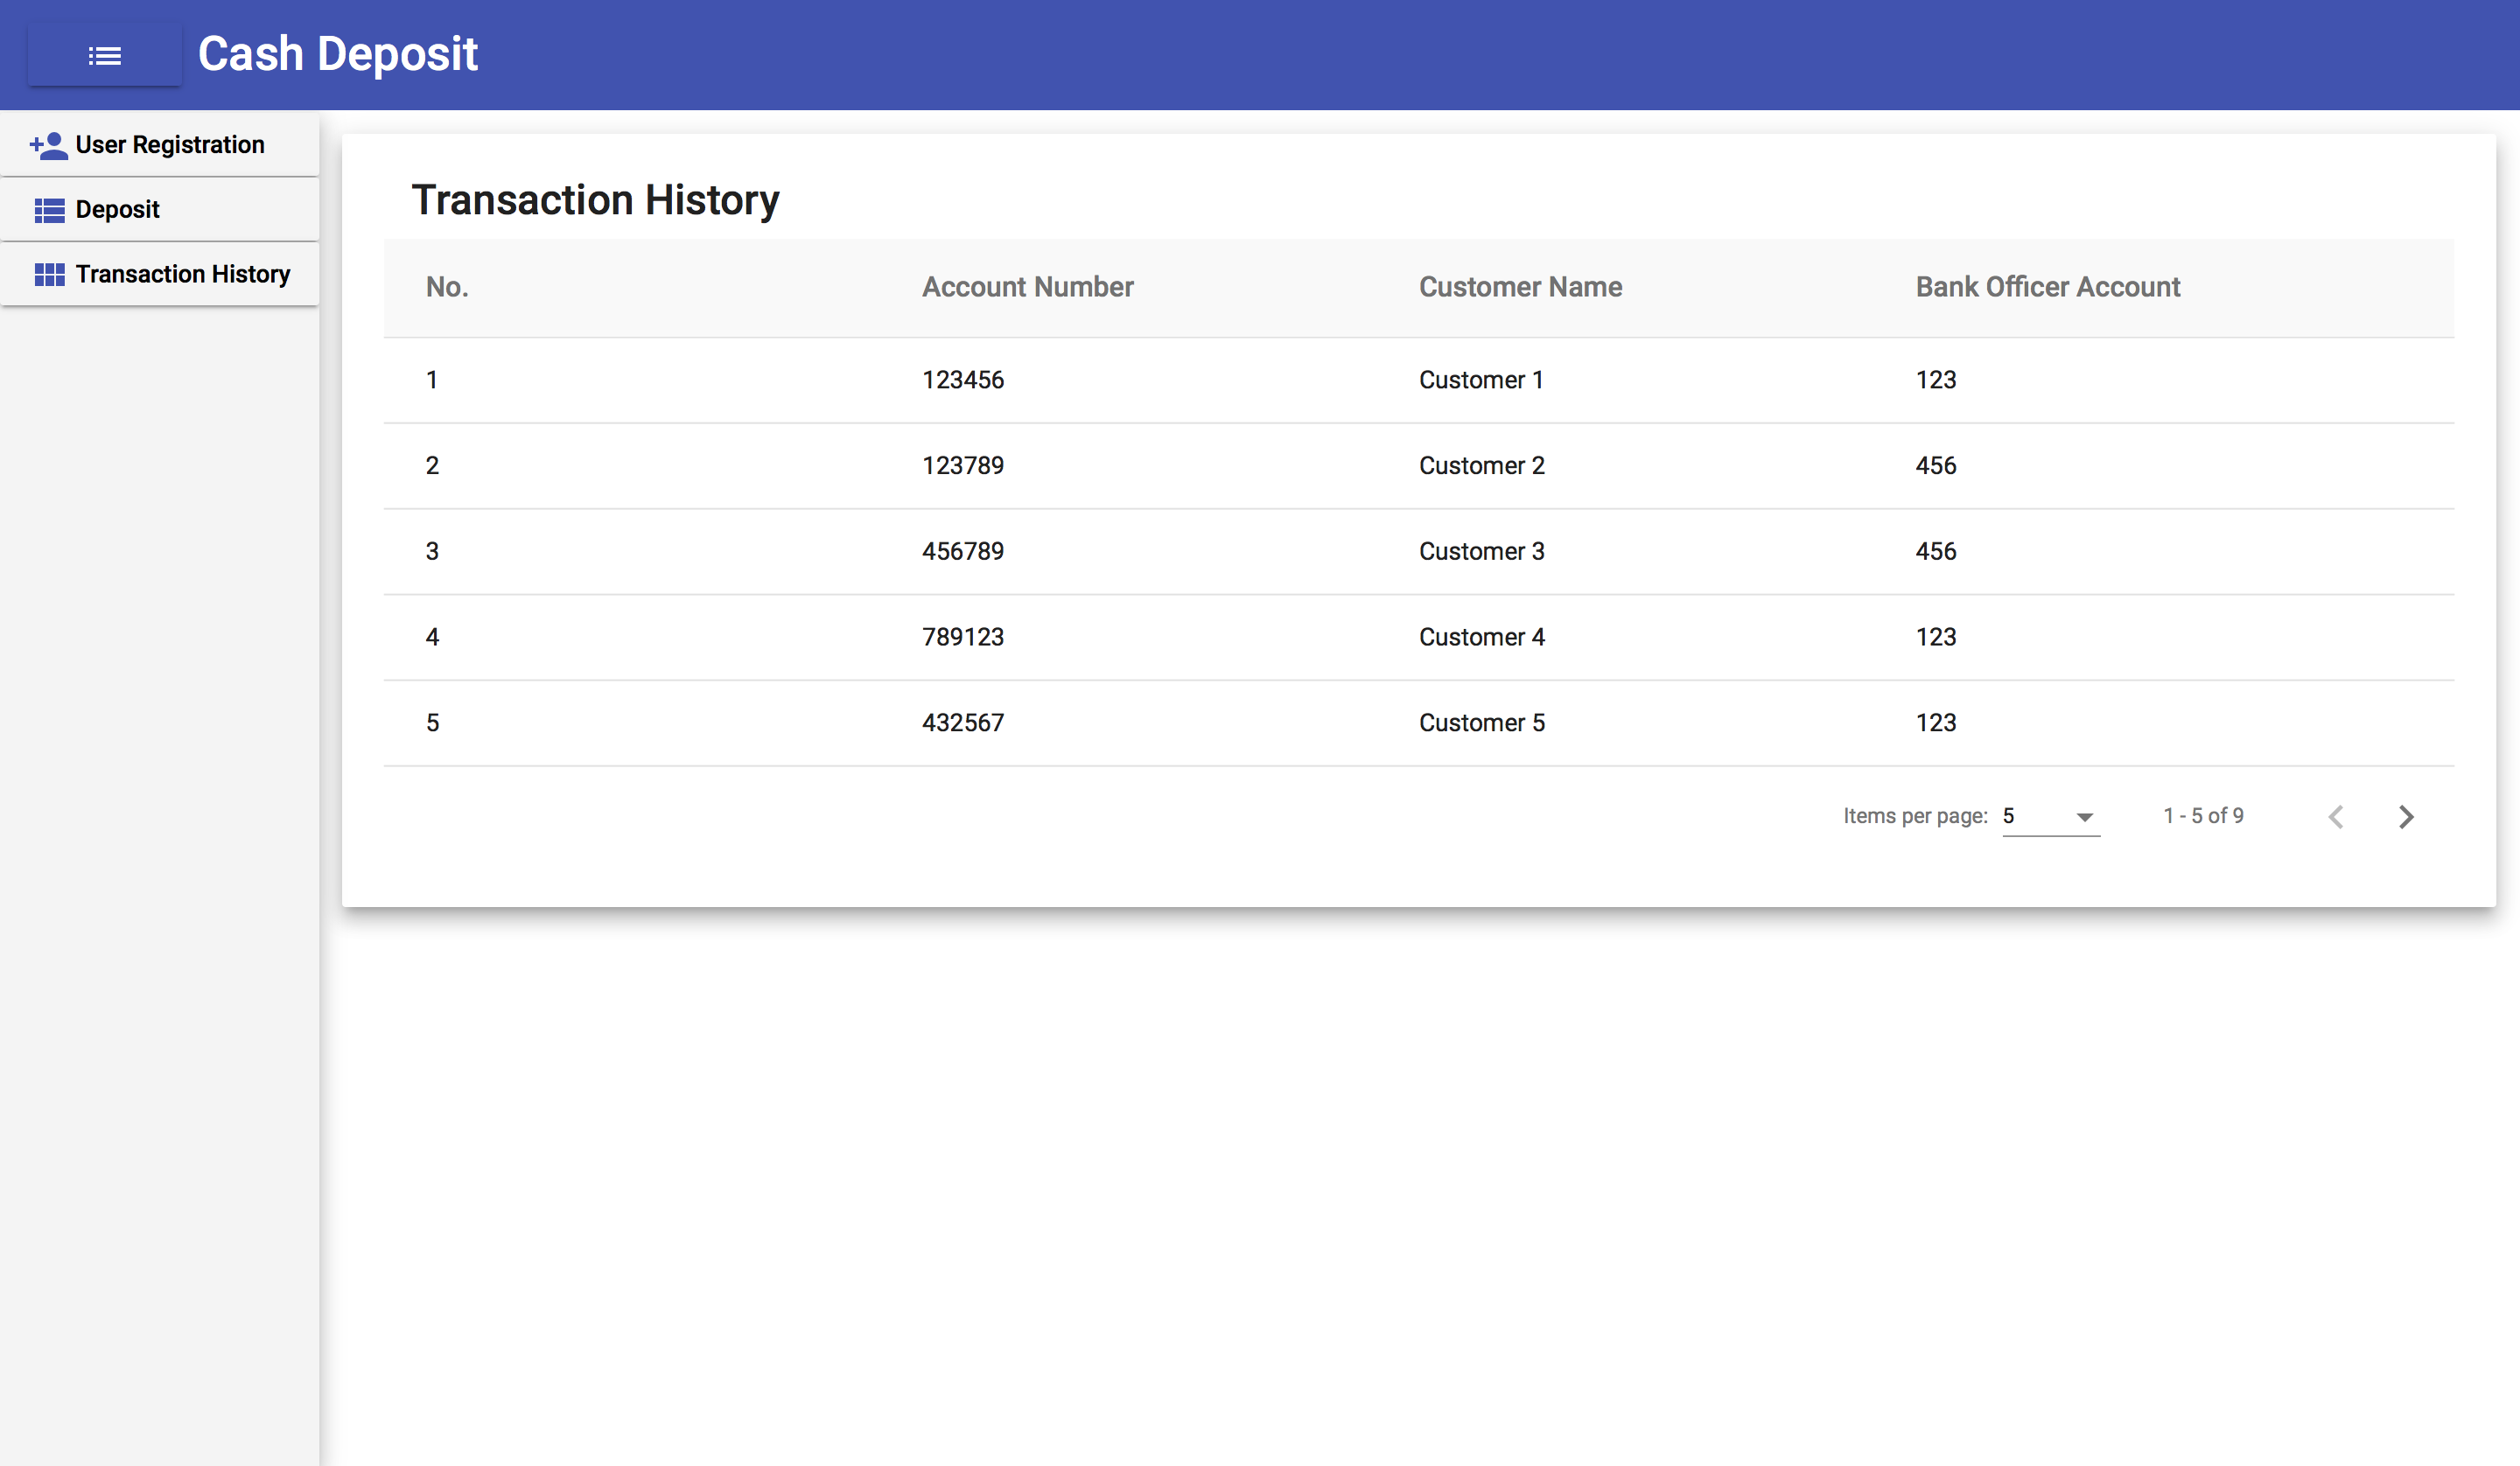 Cash Deposit
User Registration
Deposit
Transaction History
Transaction History
No. Account Number Customer Name Bank Officer Account
1 123456 Customer 1 123
2 123789 Customer 2 456
3 456789 Customer 3 456
4 789123 Customer 4 123
5 432567 Customer 5 123
Items per page: 5 1 - 5 of 9